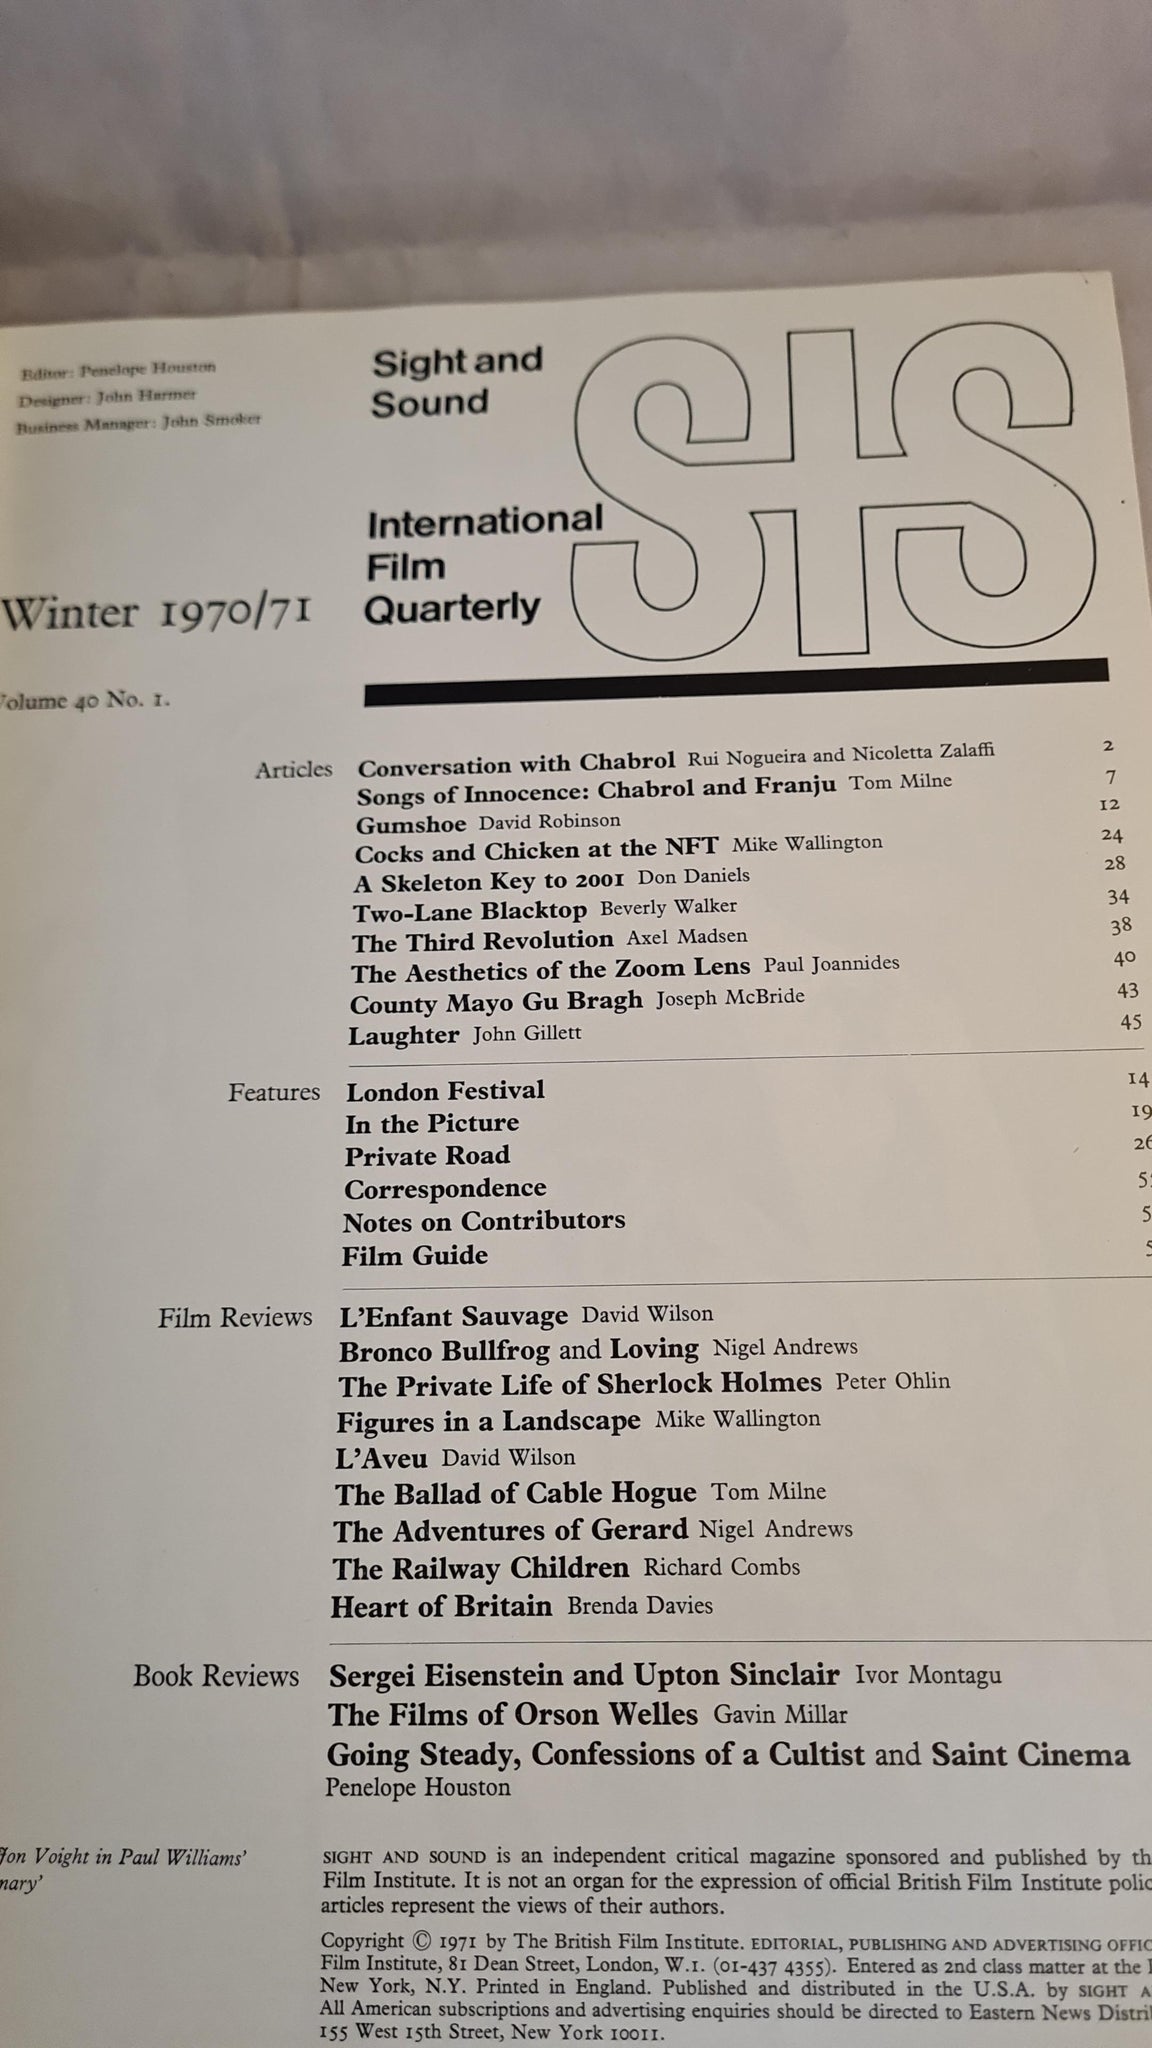 Editor: Penelope Houston
Designer: John Harmer
Business Manager: John Smoker
Sight and
Sound
International
Film
Quarterly
SIS
Winter 1970/71
Volume 40 No. 1.
Articles
Conversation with Chabrol Rui Nogueira and Nicoletta Zalaffi 2
Songs of Innocence: Chabrol and Franju Tom Milne 7
Gumshoe David Robinson 12
Cocks and Chicken at the NFT Mike Wallington 24
A Skeleton Key to 2001 Don Daniels 28
Two-Lane Blacktop Beverly Walker 34
The Third Revolution Axel Madsen 38
The Aesthetics of the Zoom Lens Paul Joannides 40
County Mayo Gu Bragh Joseph McBride 43
Laughter John Gillett 45
Features
London Festival 14
In the Picture 19
Private Road 26
Correspondence
Notes on Contributors
Film Guide
Film Reviews
L'Enfant Sauvage David Wilson
Bronco Bullfrog and Loving Nigel Andrews
The Private Life of Sherlock Holmes Peter Ohlin
Figures in a Landscape Mike Wallington
L'Aveu David Wilson
The Ballad of Cable Hogue Tom Milne
The Adventures of Gerard Nigel Andrews
The Railway Children Richard Combs
Heart of Britain Brenda Davies
Book Reviews
Sergei Eisenstein and Upton Sinclair Ivor Montagu
The Films of Orson Welles Gavin Millar
Going Steady, Confessions of a Cultist and Saint Cinema
Penelope Houston
Jon Voight in Paul Williams'
nary'
SIGHT AND SOUND is an independent critical magazine sponsored and published by th
Film Institute. It is not an organ for the expression of official British Film Institute polic
articles represent the views of their authors.
Copyright © 1971 by The British Film Institute. EDITORIAL, PUBLISHING AND ADVERTISING OFFIC
Film Institute, 81 Dean Street, London, W.1. (01-437 4355). Entered as 2nd class matter at the
New York, N.Y. Printed in England. Published and distributed in the U.S.A. by SIGHT A
All American subscriptions and advertising enquiries should be directed to Eastern News Distri
155 West 15th Street, New York 10011.